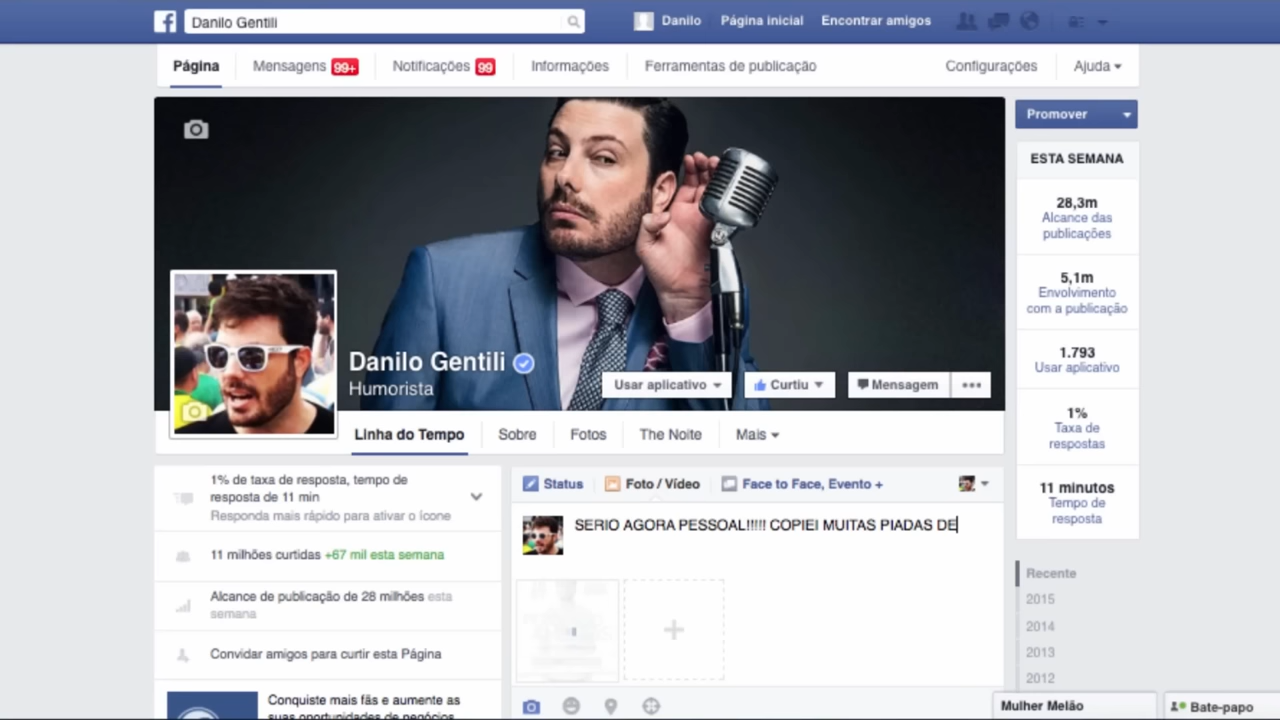 Danilo Gentili
Danilo
Página inicial
Encontrar amigos
Página
Mensagens 99+
Notificações 99
Informações
Ferramentas de publicação
Configurações
Ajuda
Danilo Gentili
Humorista
Usar aplicativo
Curtiu
Mensagem
Linha do Tempo
Sobre
Fotos
The Noite
Mais
Promover
ESTA SEMANA
28,3m
Alcance das
publicações
5,1m
Envolvimento
com a publicação
1.793
Usar aplicativo
1%
Taxa de
respostas
11 minutos
Tempo de
resposta
1% de taxa de resposta, tempo de
resposta de 11 min
Responda mais rápido para ativar o ícone
11 milhões curtidas +67 mil esta semana
Alcance de publicação de 28 milhões esta
semana
Convidar amigos para curtir esta Página
Conquiste mais fãs e aumente as
suas oportunidades de negócios
Status
Foto / Vídeo
Face to Face, Evento +
SERIO AGORA PESSOAL!!!!! COPIEI MUITAS PIADAS DE
Recente
2015
2014
2013
2012
Mulher Melão
Bate-papo